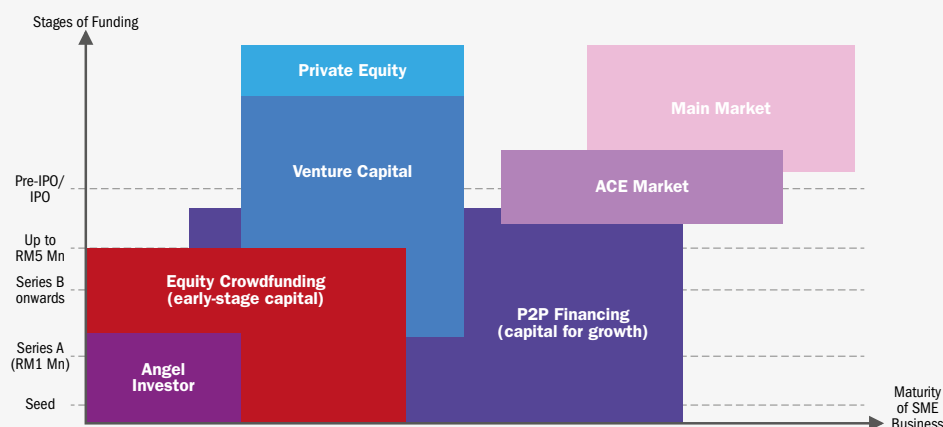 Stages of Funding
Private Equity
Main Market
Venture Capital
Pre-IPO/
IPO
ACE Market
Up to
RM5 Mn
Series B
onwards
Equity Crowdfunding
(early-stage capital)
P2P Financing
(capital for growth)
Series A
(RM1 Mn)
Angel
Investor
Seed
Maturity
of SME
Business